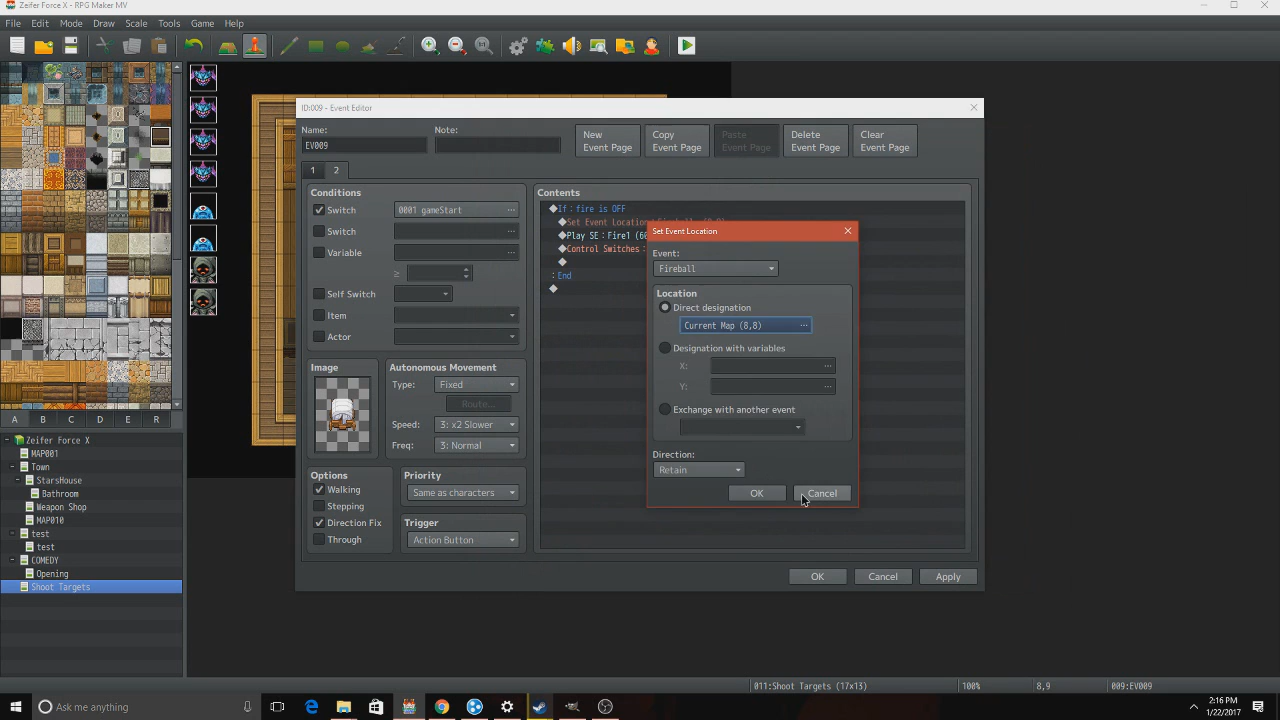 Zeifer Force X - RPG Maker MV
File Edit Mode Draw Scale Tools Game Help
ID:009 - Event Editor
Name:
Note:
EV009
New
Event Page
Copy
Event Page
Paste
Event Page
Delete
Event Page
Clear
Event Page
1 2
Conditions
Switch 0001 gameStart ...
Switch ...
Variable ...
≥
Self Switch
Item
Actor
Image
Autonomous Movement
Type: Fixed
Route...
Speed: 3: x2 Slower
Freq: 3: Normal
Options
Walking
Stepping
Direction Fix
Through
Priority
Same as characters
Trigger
Action Button
Contents
◆If : fire is OFF
◆Set Event Location
◆Play SE : Fire1 (60
◆Control Switches :
◆
: End
◆
Set Event Location
Event:
Fireball
Location
Direct designation
Current Map (8,8) ...
Designation with variables
X: ...
Y: ...
Exchange with another event
Direction:
Retain
OK Cancel
OK Cancel Apply
A B C D E R
Zeifer Force X
MAP001
Town
StarsHouse
Bathroom
Weapon Shop
MAP010
test
test
COMEDY
Opening
Shoot Targets
011:Shoot Targets (17x13) 100% 8,9 009:EV009
Ask me anything
2:16 PM
1/22/2017